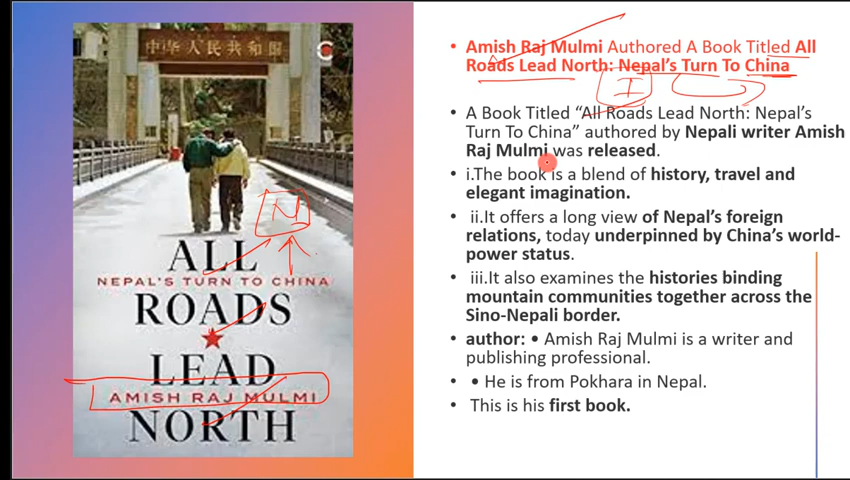 中华人民共和国
ALL
NEPAL'S TURN TO CHINA
ROADS
LEAD
AMISH RAJ MULMI
NORTH
• Amish Raj Mulmi Authored A Book Titled All
Roads Lead North: Nepal's Turn To China
• A Book Titled “All Roads Lead North: Nepal's
Turn To China” authored by Nepali writer Amish
Raj Mulmi was released.
• i.The book is a blend of history, travel and
elegant imagination.
• ii.It offers a long view of Nepal's foreign
relations, today underpinned by China's world-
power status.
• iii.It also examines the histories binding
mountain communities together across the
Sino-Nepali border.
• author: • Amish Raj Mulmi is a writer and
publishing professional.
• • He is from Pokhara in Nepal.
• This is his first book.
N
I